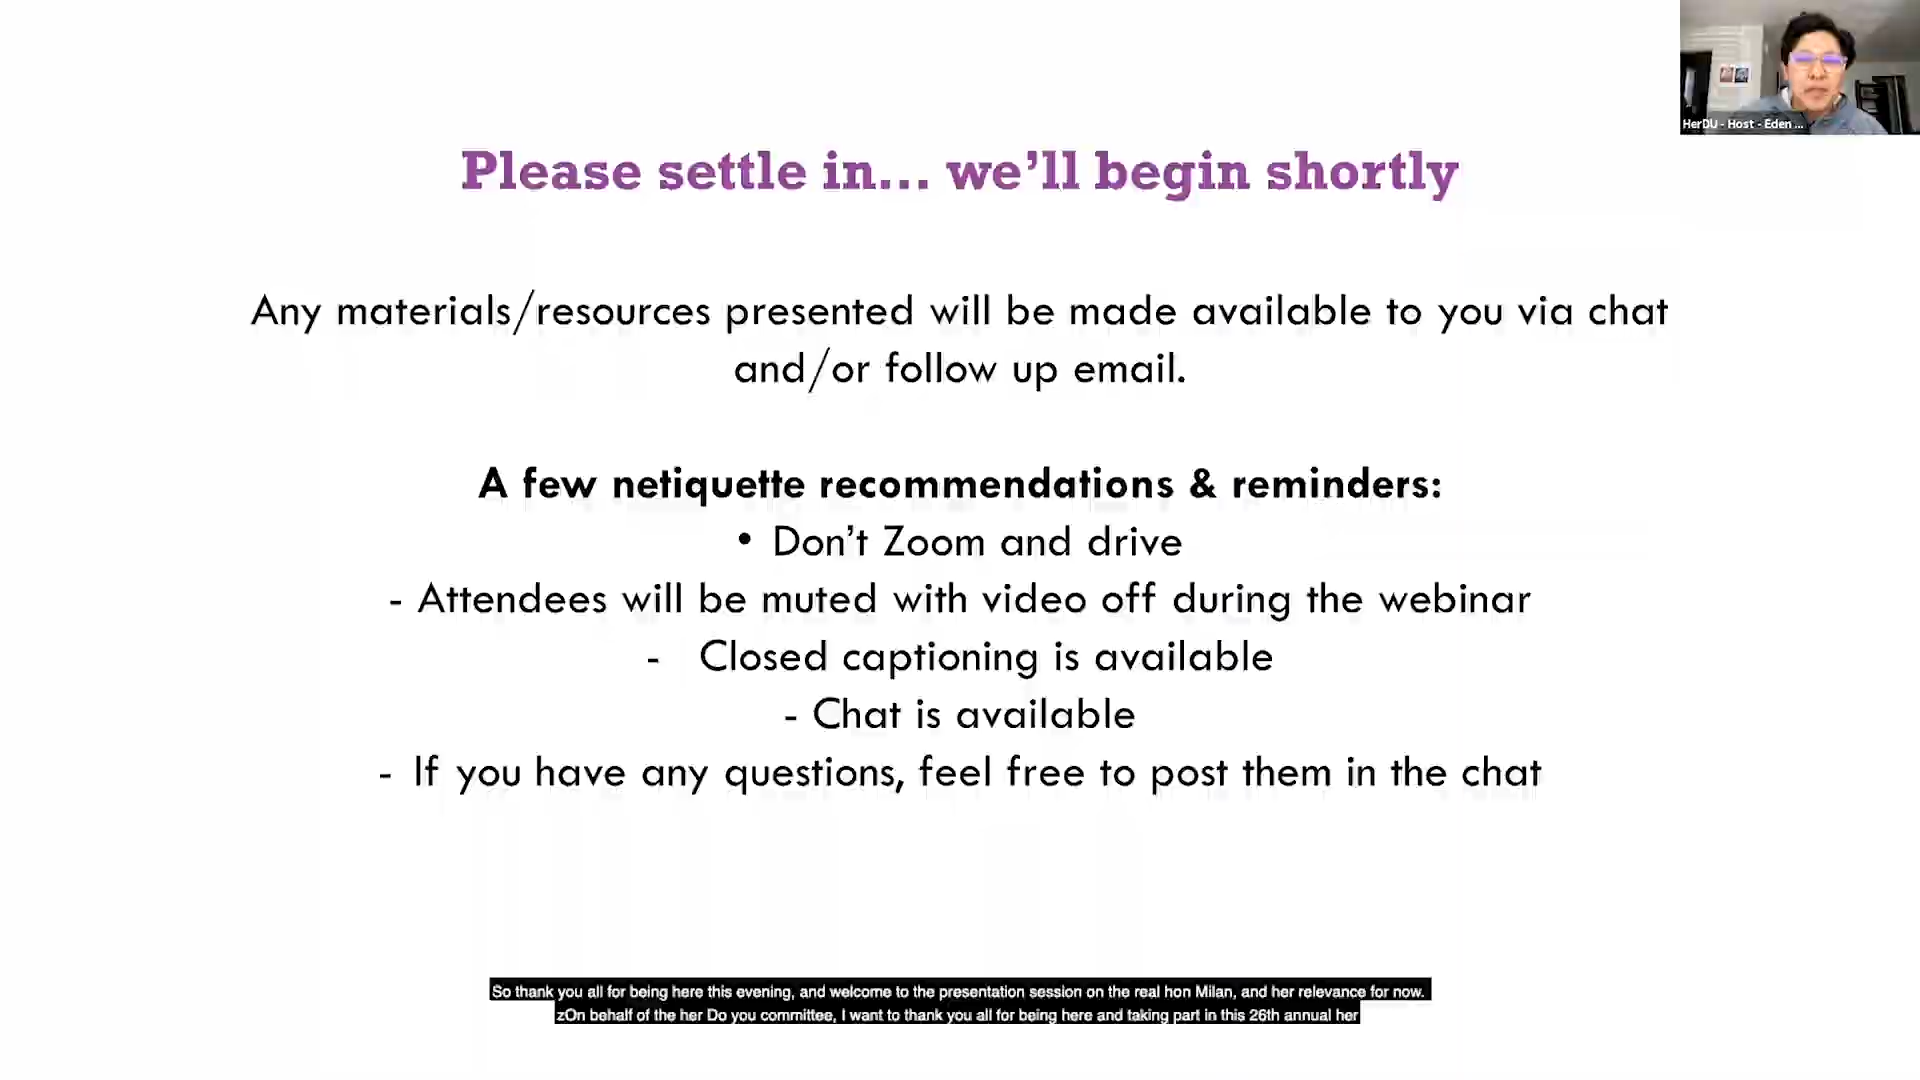 HerDU - Host - Eden ...
Please settle in... we’ll begin shortly
Any materials/resources presented will be made available to you via chat
and/or follow up email.
A few netiquette recommendations & reminders:
• Don’t Zoom and drive
- Attendees will be muted with video off during the webinar
- Closed captioning is available
- Chat is available
- If you have any questions, feel free to post them in the chat
So thank you all for being here this evening, and welcome to the presentation session on the real hon Milan, and her relevance for now.
zOn behalf of the her Do you committee, I want to thank you all for being here and taking part in this 26th annual her